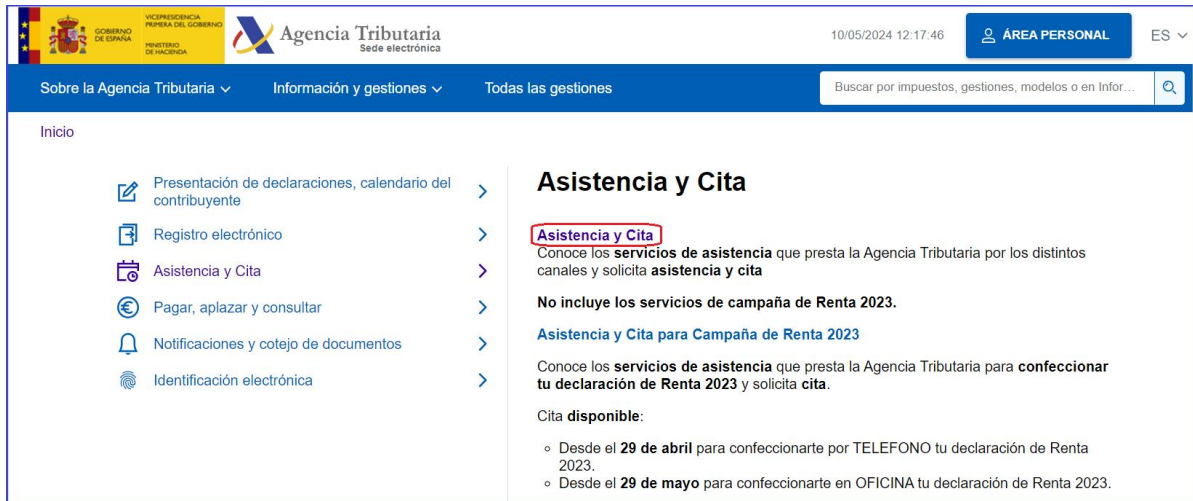 GOBIERNO
DE ESPAÑA
VICEPRESIDENCIA
PRIMERA DEL GOBIERNO
MINISTERIO
DE HACIENDA
Agencia Tributaria
Sede electrónica
10/05/2024 12:17:46
ÁREA PERSONAL
ES
Sobre la Agencia Tributaria
Información y gestiones
Todas las gestiones
Buscar por impuestos, gestiones, modelos o en Infor...
Inicio
Presentación de declaraciones, calendario del
contribuyente
Registro electrónico
Asistencia y Cita
Pagar, aplazar y consultar
Notificaciones y cotejo de documentos
Identificación electrónica
Asistencia y Cita
Asistencia y Cita
Conoce los servicios de asistencia que presta la Agencia Tributaria por los distintos
canales y solicita asistencia y cita
No incluye los servicios de campaña de Renta 2023.
Asistencia y Cita para Campaña de Renta 2023
Conoce los servicios de asistencia que presta la Agencia Tributaria para confeccionar
tu declaración de Renta 2023 y solicita cita.
Cita disponible:
Desde el 29 de abril para confeccionarte por TELEFONO tu declaración de Renta
2023.
Desde el 29 de mayo para confeccionarte en OFICINA tu declaración de Renta 2023.